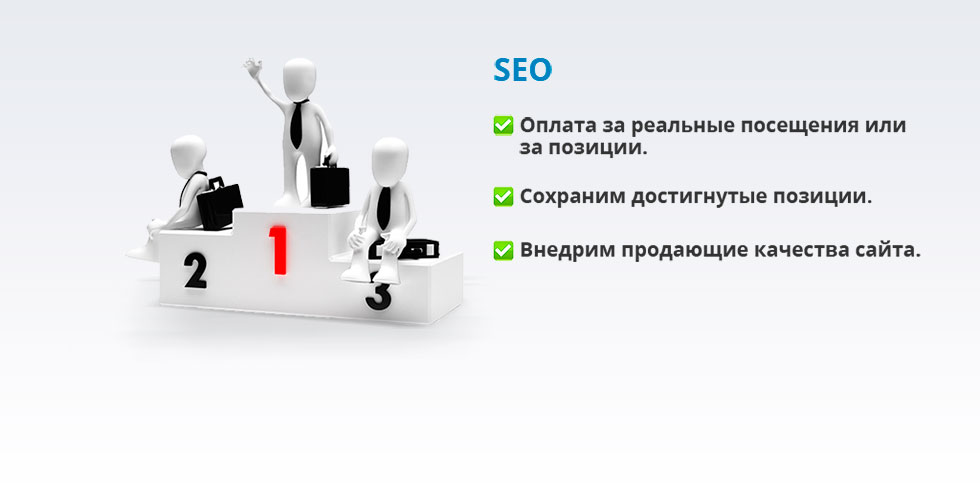 SEO
Оплата за реальные посещения или
за позиции.
Сохраним достигнутые позиции.
Внедрим продающие качества сайта.
2
1
3